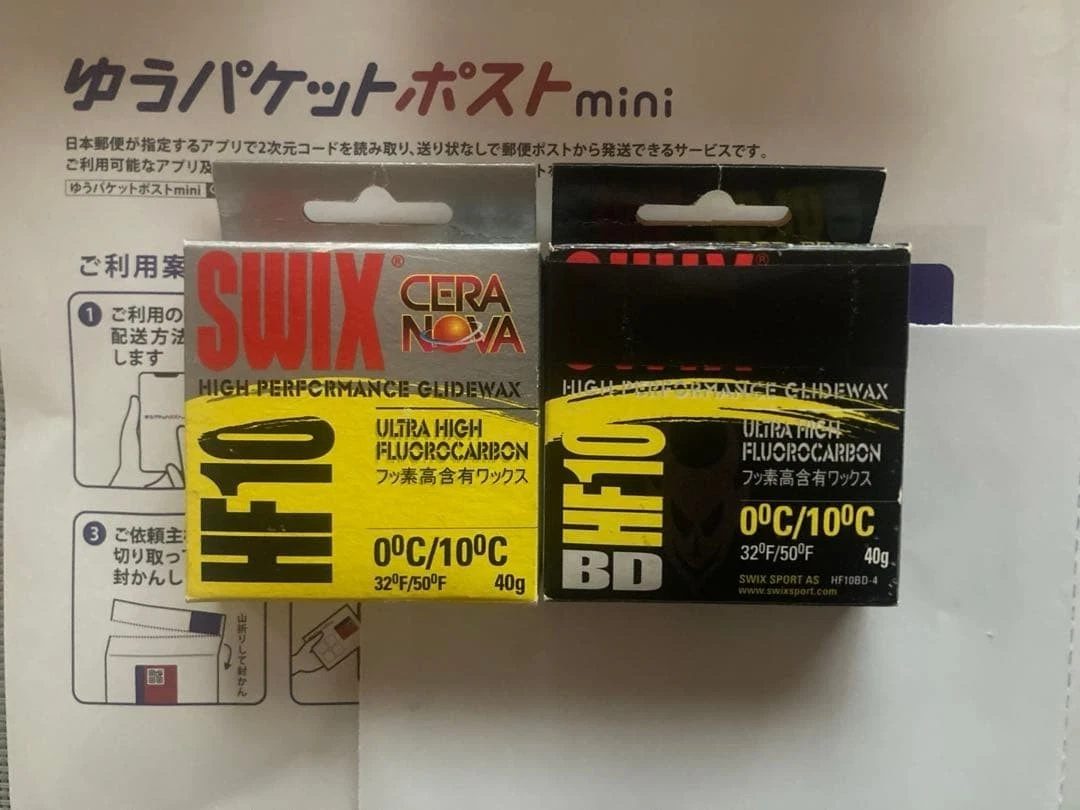 ゆうパケットポストmini
日本郵便が指定するアプリで2次元コードを読み取り、送り状なしで郵便ポストから発送できるサービスです。
ご利用可能なアプリ及
ゆうパケットポストmini
ご利用案
1 ご利用の
配送方法
します
3 ご依頼主
切り取っ
封かんし
山折りして封かん
SWIX®
CERA
NOVA
HIGH PERFORMANCE GLIDEWAX
HF10
ULTRA HIGH
FLUOROCARBON
フッ素高含有ワックス
0⁰C/10⁰C
32⁰F/50⁰F
40g
SWIX®
HIGH PERFORMANCE GLIDEWAX
HF10
BD
ULTRA HIGH
FLUOROCARBON
フッ素高含有ワックス
0⁰C/10⁰C
32⁰F/50⁰F
40g
SWIX SPORT AS HF10BD-4
www.swixsport.com